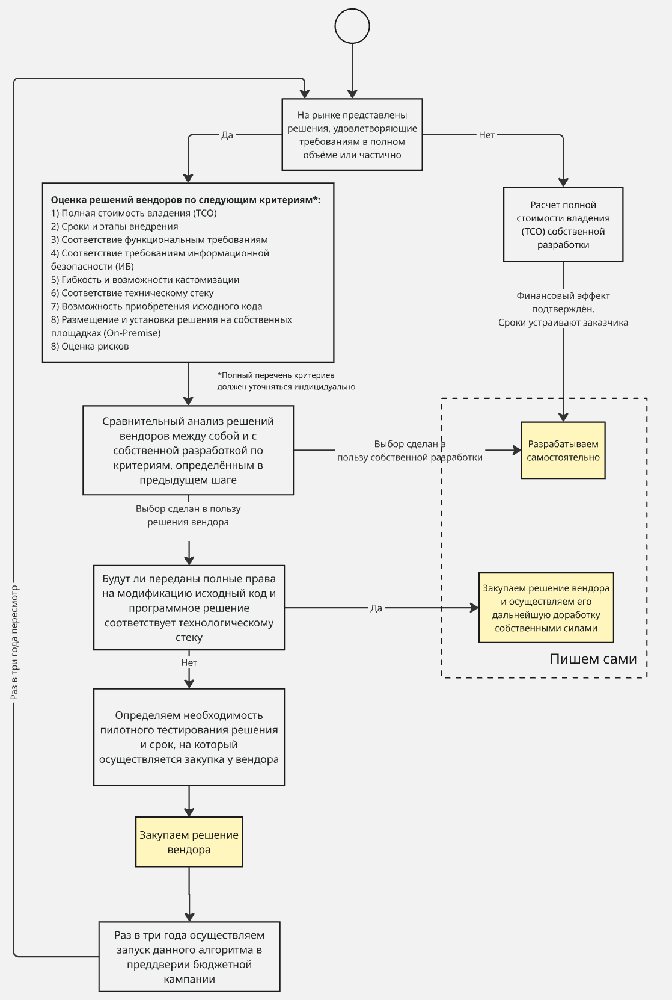 На рынке представлены
решения, удовлетворяющие
требованиям в полном
объёме или частично
Да
Нет
Оценка решений вендоров по следующим критериям*:
1) Полная стоимость владения (TCO)
2) Сроки и этапы внедрения
3) Соответствие функциональным требованиям
4) Соответствие требованиям информационной
безопасности (ИБ)
5) Гибкость и возможности кастомизации
6) Соответствие техническому стеку
7) Возможность приобретения исходного кода
8) Размещение и установка решения на собственных
площадках (On-Premise)
8) Оценка рисков
Расчет полной
стоимости владения
(TCO) собственной
разработки
Финансовый эффект
подтверждён.
Сроки устраивают заказчика
*Полный перечень критериев
должен уточняться индицидуально
Сравнительный анализ решений
вендоров между собой и с
собственной разработкой по
критериям, определённым в
предыдущем шаге
Выбор сделан в
пользу собственной разработки
Разрабатываем
самостоятельно
Выбор сделан в пользу
решения вендора
Будут ли переданы полные права
на модификацию исходный код и
программное решение
соответствует технологическому
стеку
Да
Закупаем решение вендора
и осуществляем его
дальнейшую доработку
собственными силами
Пишем сами
Нет
Раз в три года пересмотр
Определяем необходимость
пилотного тестирования решения
и срок, на который
осуществляется закупка у вендора
Закупаем решение
вендора
Раз в три года осуществляем
запуск данного алгоритма в
преддверии бюджетной
кампании